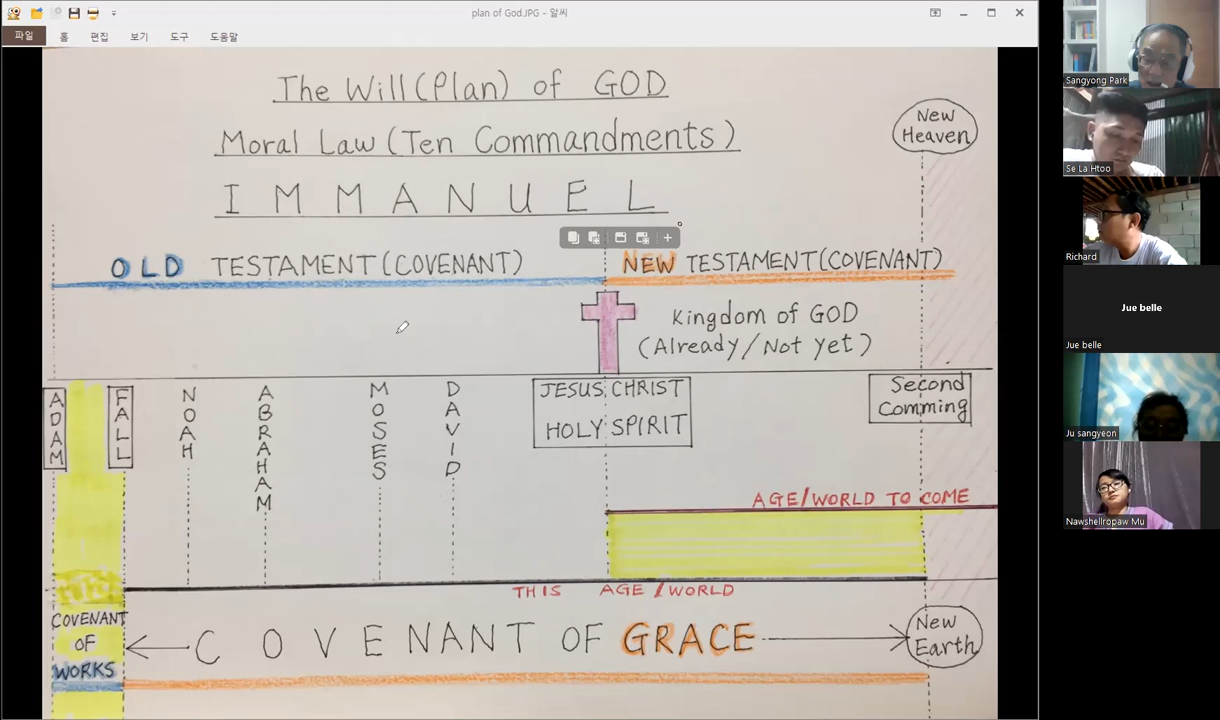 plan of God.JPG - 알씨
파일 홈 편집 보기 도구 도움말
The Will(Plan) of GOD
Moral Law (Ten Commandments)
IMMANUEL
New
Heaven
OLD TESTAMENT(COVENANT)
NEW TESTAMENT(COVENANT)
Kingdom of GOD
(Already/Not yet)
ADAM
FALL
NOAH
ABRAHAM
MOSES
DAVID
JESUS CHRIST
HOLY SPIRIT
Second
Comming
AGE/WORLD TO COME
THIS AGE/WORLD
COVENANT
OF
WORKS
COVENANT OF GRACE
New
Earth
Sangyong Park
Se La Htoo
Richard
Jue belle
Jue belle
Ju sangyeon
Nawshellropaw Mu